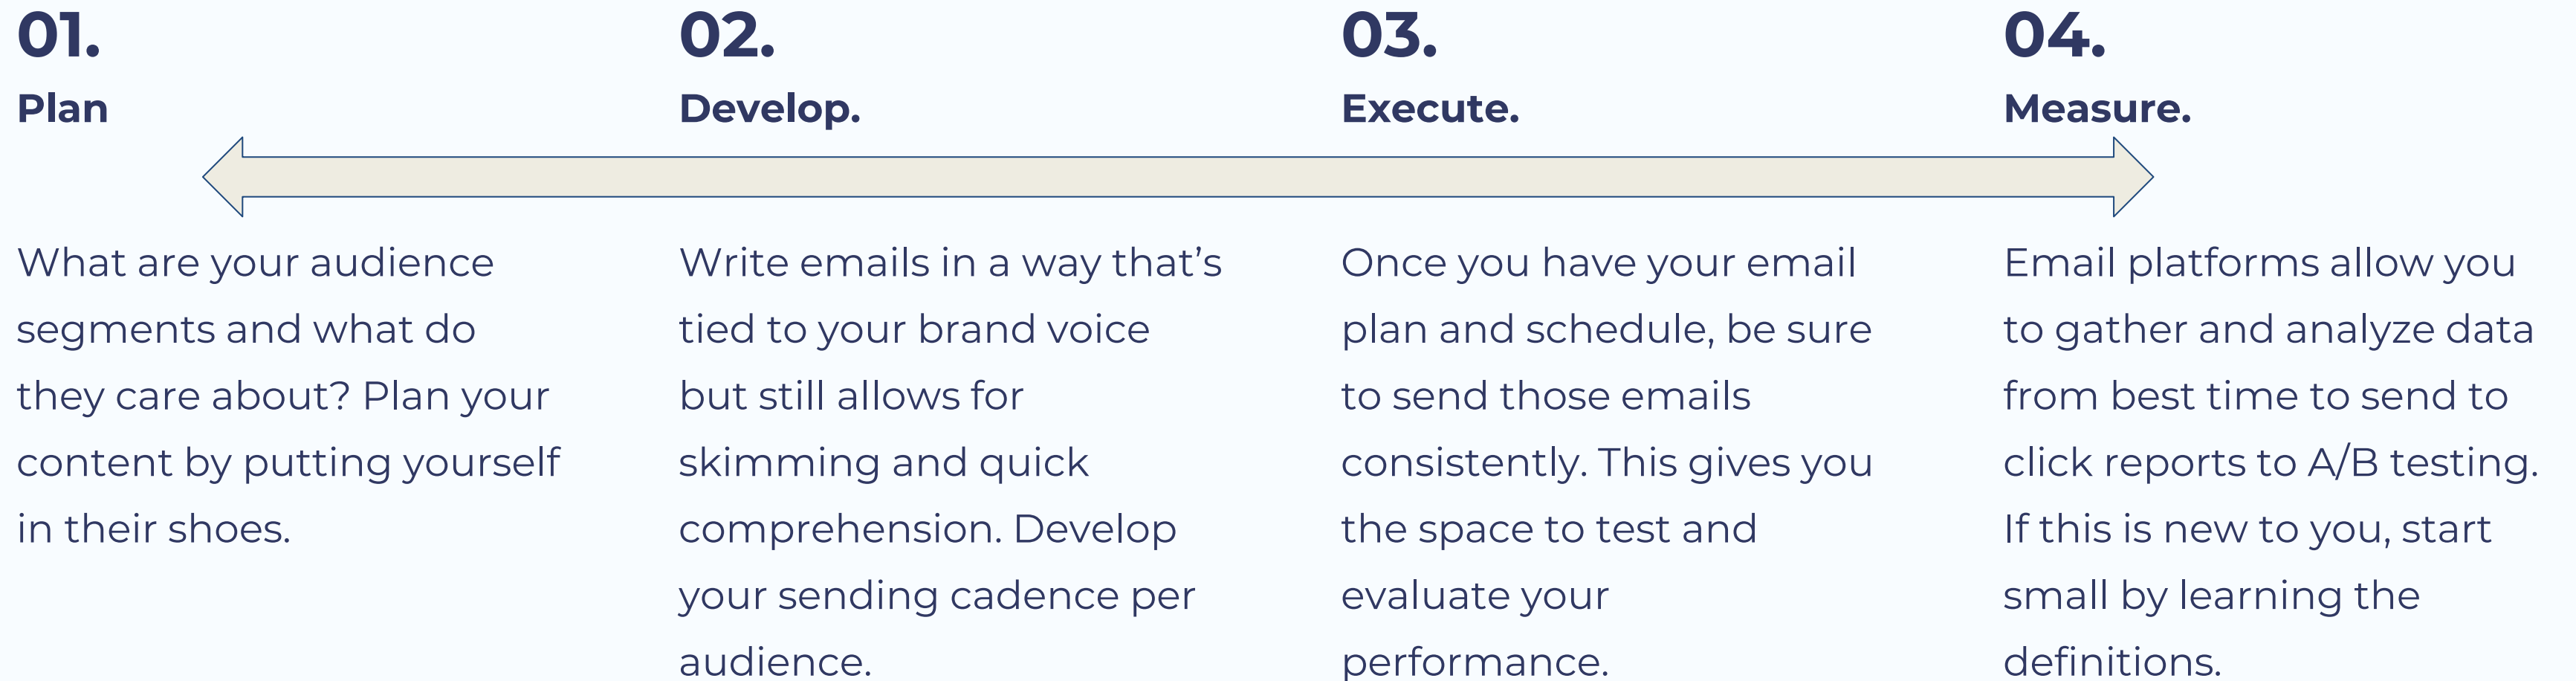 01.
Plan
What are your audience
segments and what do
they care about? Plan your
content by putting yourself
in their shoes.
02.
Develop.
Write emails in a way that’s
tied to your brand voice
but still allows for
skimming and quick
comprehension. Develop
your sending cadence per
audience.
03.
Execute.
Once you have your email
plan and schedule, be sure
to send those emails
consistently. This gives you
the space to test and
evaluate your
performance.
04.
Measure.
Email platforms allow you
to gather and analyze data
from best time to send to
click reports to A/B testing.
If this is new to you, start
small by learning the
definitions.